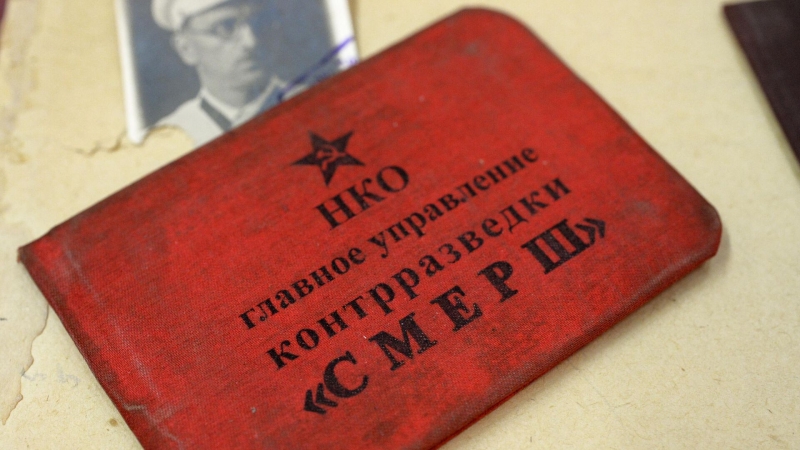 НКО
главное управление
контрразведки
«СМЕРШ»